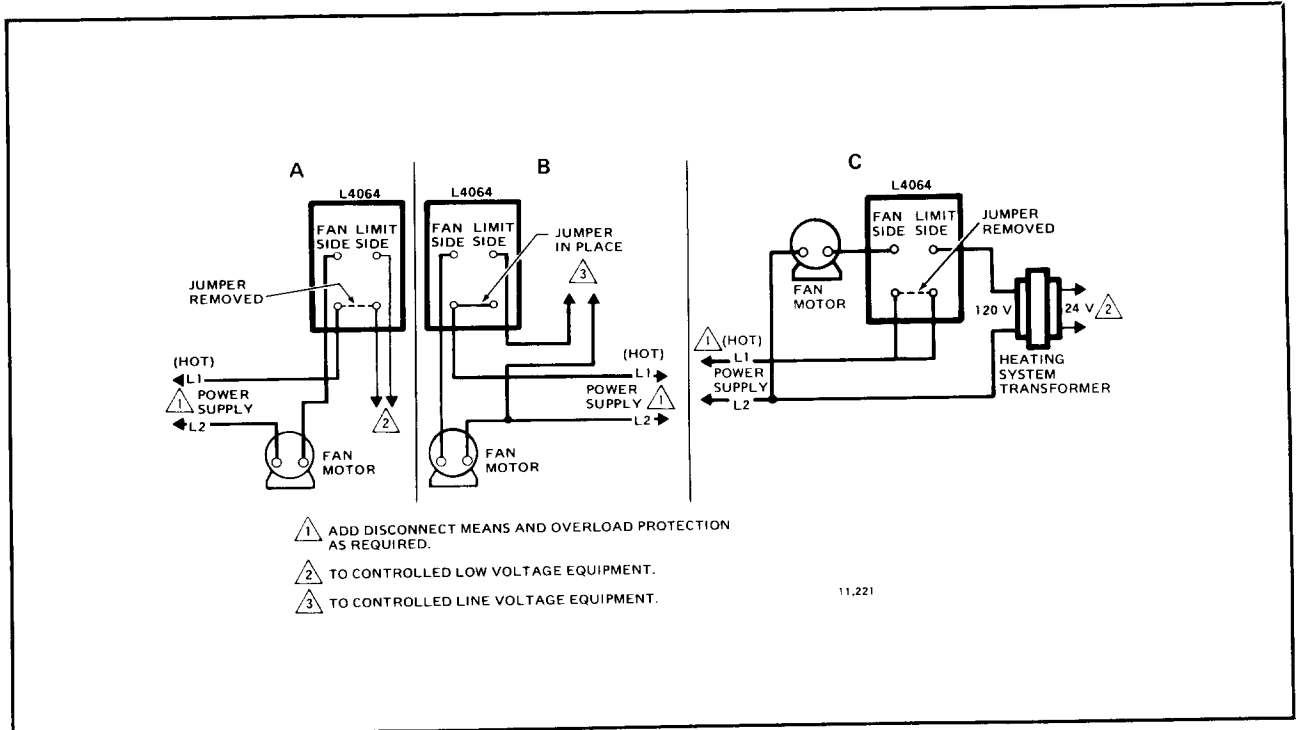 A
L4064
FAN LIMIT
SIDE SIDE
JUMPER
REMOVED
(HOT)
L1
1 POWER
SUPPLY
L2
2
FAN
MOTOR
B
L4064
FAN LIMIT
SIDE SIDE
JUMPER
IN PLACE
3
(HOT)
L1
POWER
SUPPLY 1
L2
FAN
MOTOR
C
L4064
FAN LIMIT
SIDE SIDE
JUMPER
REMOVED
FAN
MOTOR
120 V
24 V 2
1 (HOT)
L1
POWER
SUPPLY
L2
HEATING
SYSTEM
TRANSFORMER
1 ADD DISCONNECT MEANS AND OVERLOAD PROTECTION
AS REQUIRED.
2 TO CONTROLLED LOW VOLTAGE EQUIPMENT.
3 TO CONTROLLED LINE VOLTAGE EQUIPMENT.
11,221